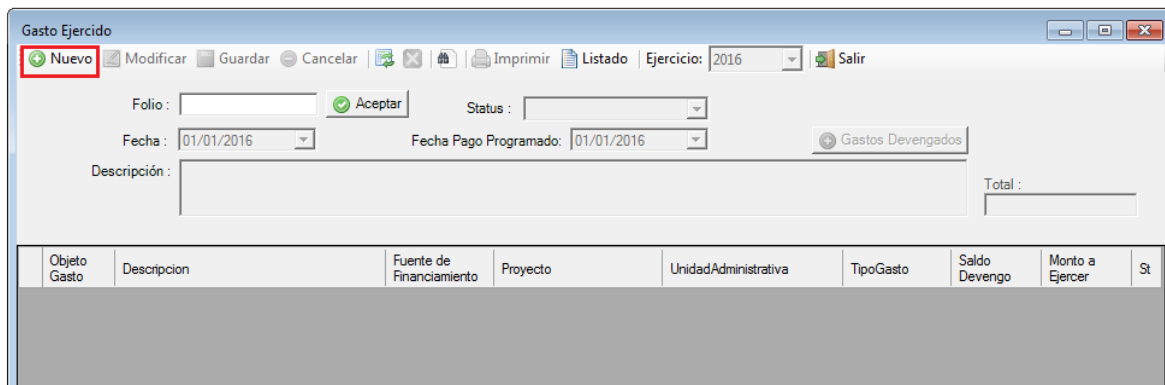 Gasto Ejercido
Nuevo Modificar Guardar Cancelar Imprimir Listado Ejercicio: 2016 Salir
Folio : Aceptar Status :
Fecha : 01/01/2016 Fecha Pago Programado: 01/01/2016 Gastos Devengados
Descripción : Total :
Objeto Gasto Descripcion Fuente de Financiamiento Proyecto UnidadAdministrativa TipoGasto Saldo Devengo Monto a Ejercer St